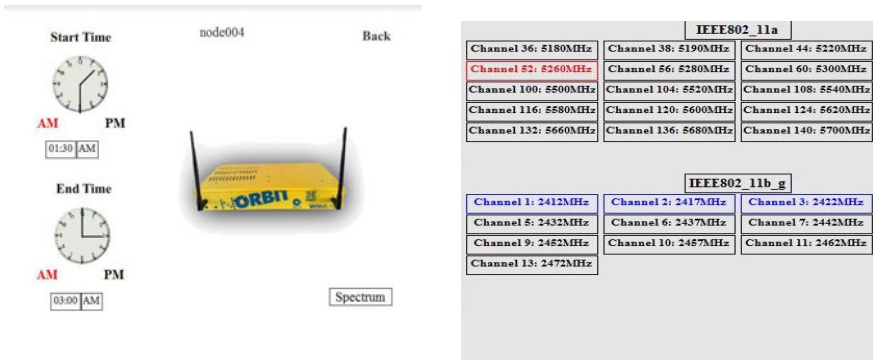 node004
Back
Start Time
AM PM
01:30 AM
End Time
AM PM
03:00 AM
ORBIT
Spectrum
IEEE802_11a
Channel 36: 5180MHz Channel 38: 5190MHz Channel 44: 5220MHz
Channel 52: 5260MHz Channel 56: 5280MHz Channel 60: 5300MHz
Channel 100: 5500MHz Channel 104: 5520MHz Channel 108: 5540MHz
Channel 116: 5580MHz Channel 120: 5600MHz Channel 124: 5620MHz
Channel 132: 5660MHz Channel 136: 5680MHz Channel 140: 5700MHz
IEEE802_11b_g
Channel 1: 2412MHz Channel 2: 2417MHz Channel 3: 2422MHz
Channel 5: 2432MHz Channel 6: 2437MHz Channel 7: 2442MHz
Channel 9: 2452MHz Channel 10: 2457MHz Channel 11: 2462MHz
Channel 13: 2472MHz